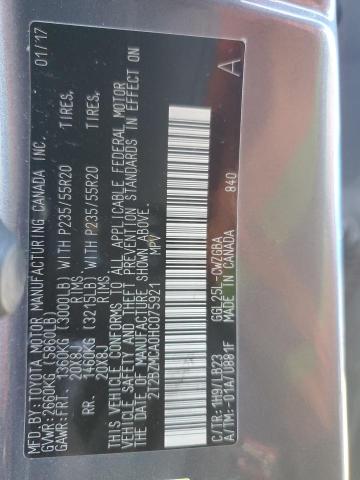 MFD.BY:TOYOTA MOTOR MANUFACTURING CANADA INC. 01/17
GVWR:2660KG (5860LB)
GAWR:FRT. 1360KG (3000LB) WITH P235/55R20 TIRES,
20X8J RIMS,
RR. 1460KG (3215LB) WITH P235/55R20 TIRES,
20X8J RIMS.
THIS VEHICLE CONFORMS TO ALL APPLICABLE FEDERAL MOTOR
VEHICLE SAFETY AND THEFT PREVENTION STANDARDS IN EFFECT ON
THE DATE OF MANUFACTURE SHOWN ABOVE.
2T2BZMCA0HC075921 MPV
A
C/TR:1H9/LB23 GGL25L-CWZGBA
A/TM:-01A/U881F MADE IN CANADA 840